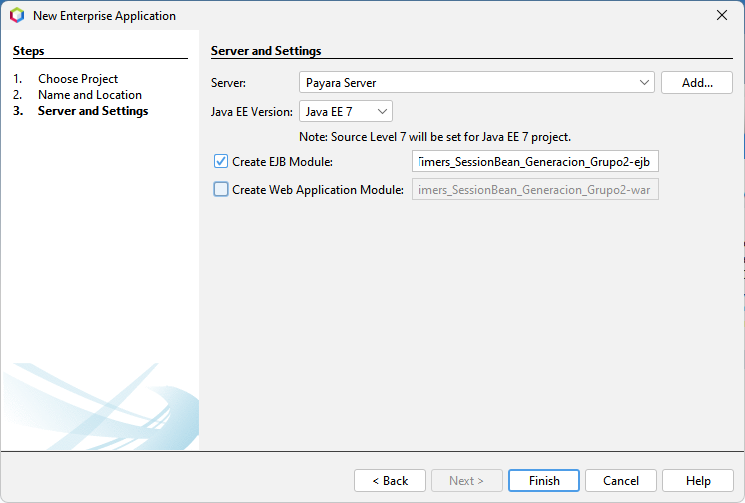 New Enterprise Application
Steps
1. Choose Project
2. Name and Location
3. Server and Settings
Server and Settings
Server: Payara Server Add...
Java EE Version: Java EE 7
Note: Source Level 7 will be set for Java EE 7 project.
Create EJB Module: Timers_SessionBean_Generacion_Grupo2-ejb
Create Web Application Module: imers_SessionBean_Generacion_Grupo2-war
< Back Next > Finish Cancel Help